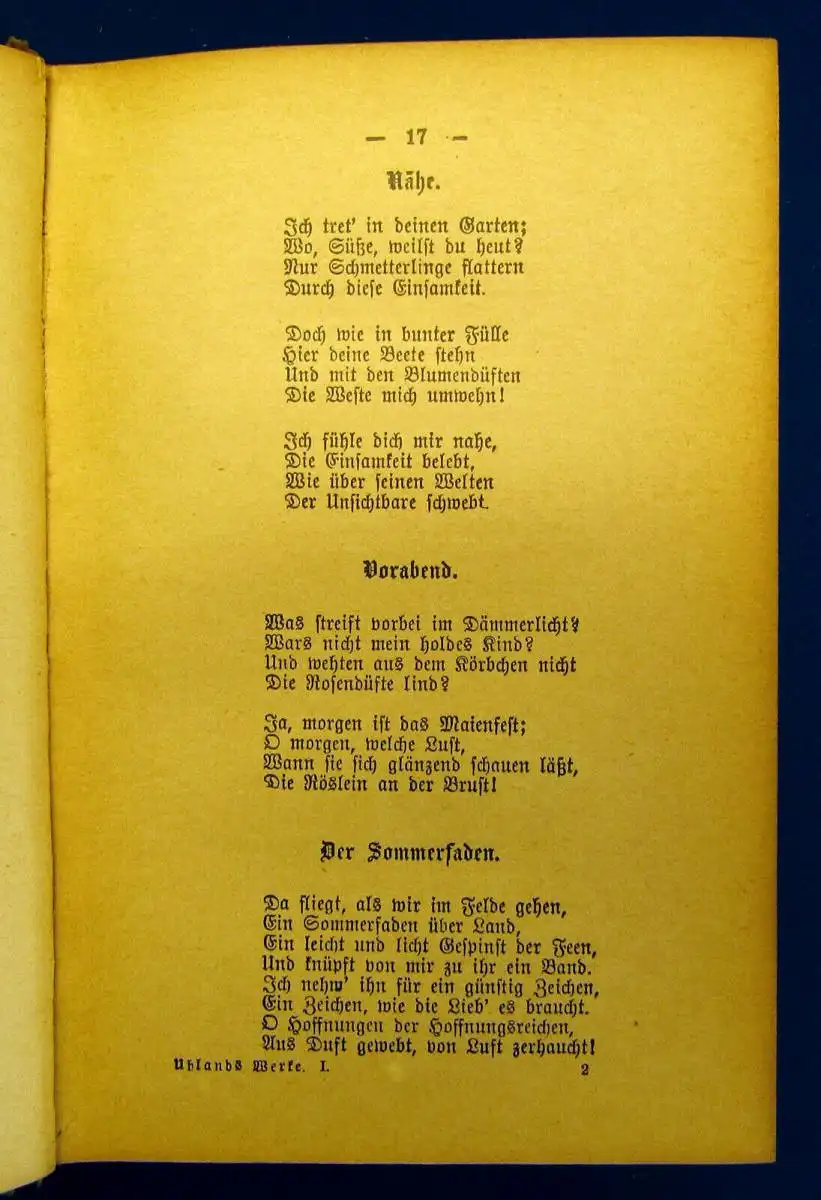 — 17 —
Nähe.
Ich tret' in deinen Garten;
Wo, Süße, weilst du heut?
Nur Schmetterlinge flattern
Durch diese Einsamkeit.
Doch wie in bunter Fülle
Hier deine Beete stehn
Und mit den Blumendüften
Die Weste mich umwehn!
Ich fühle dich mir nahe,
Die Einsamkeit belebt,
Wie über seinen Welten
Der Unsichtbare schwebt.
Vorabend.
Was streift vorbei im Dämmerlicht?
Wars nicht mein holdes Kind?
Und wehten aus dem Körbchen nicht
Die Rosendüfte lind?
Ja, morgen ist das Maienfest;
O morgen, welche Lust,
Wann sie sich glänzend schauen läßt,
Die Röslein an der Brust!
Der Sommerfaden.
Da fliegt, als wir im Felde gehen,
Ein Sommerfaden über Land,
Ein leicht und licht Gespinst der Feen,
Und knüpft von mir zu ihr ein Band.
Ich nehm' ihn für ein günstig Zeichen,
Ein Zeichen, wie die Lieb' es braucht.
O Hoffnungen der Hoffnungsreichen,
Aus Duft gewebt, von Luft zerhaucht!
Uhlands Werke. I. 2